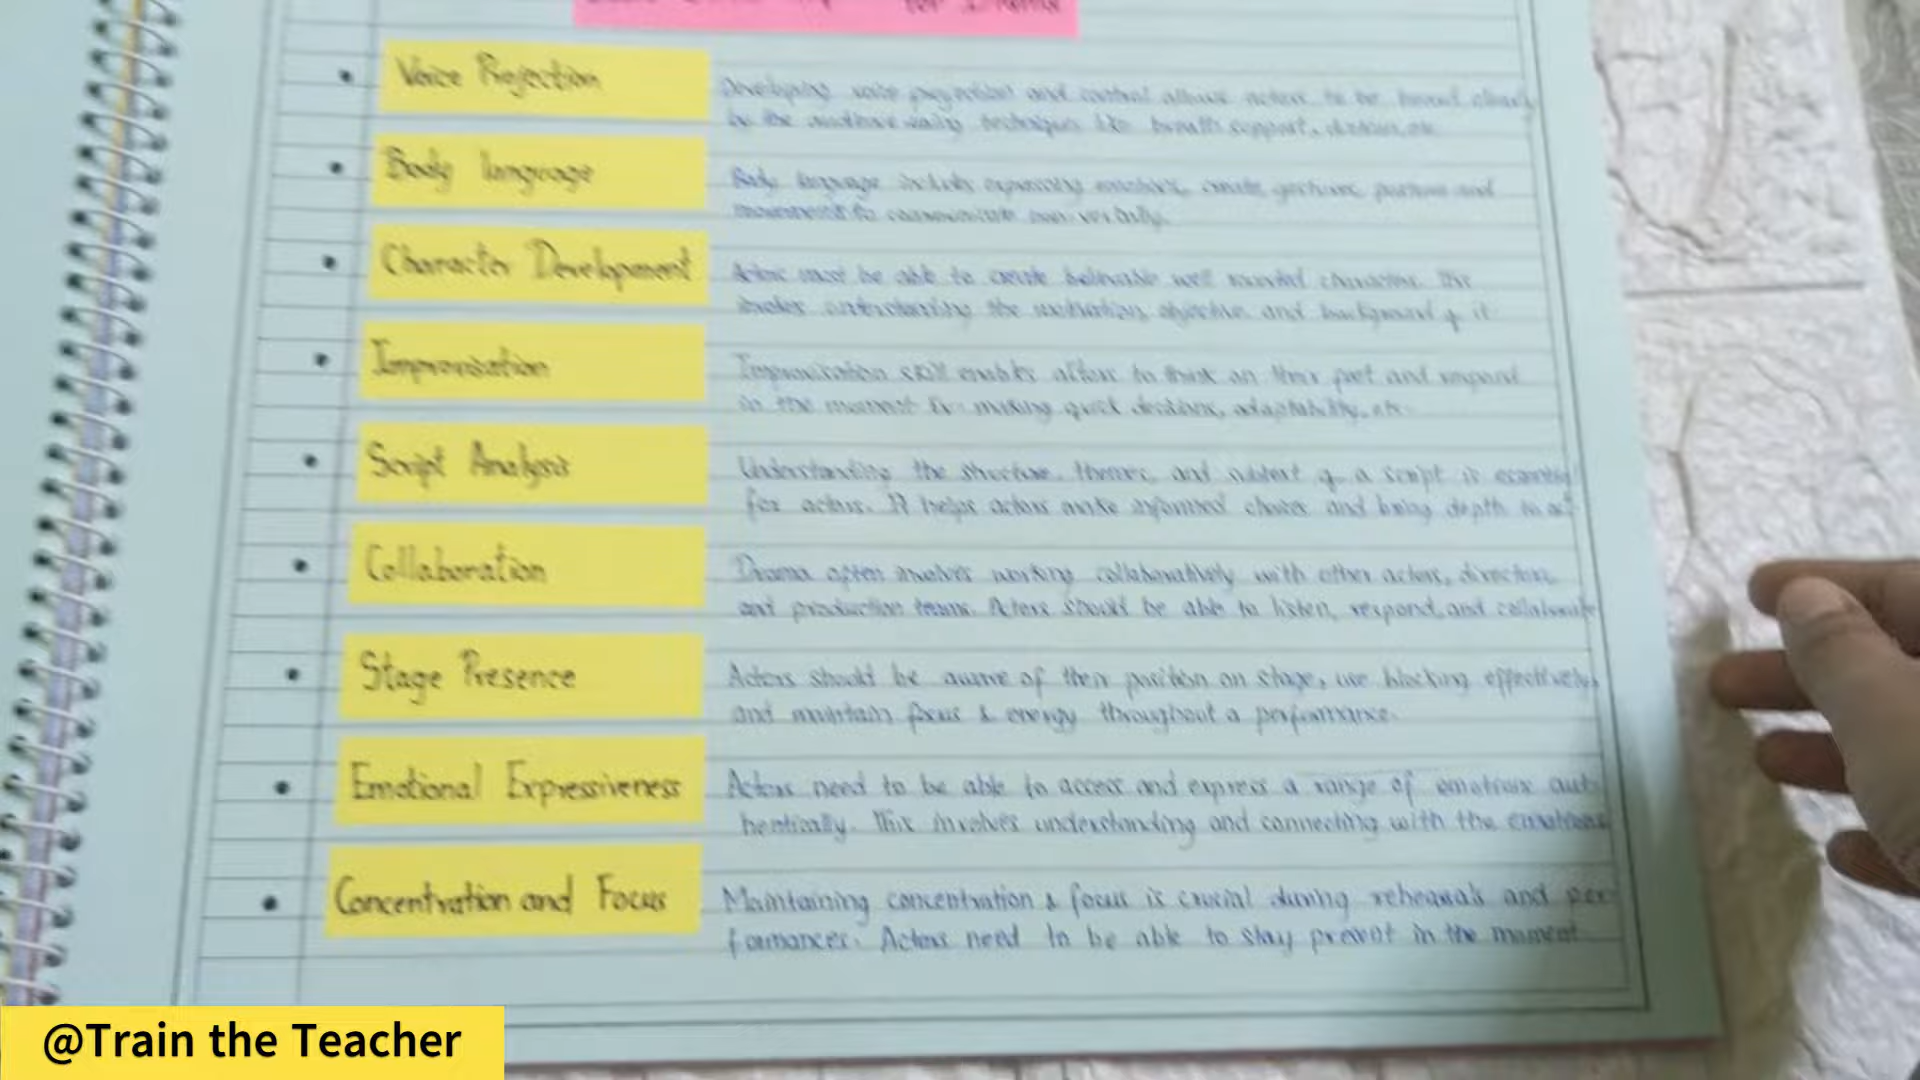 for Drama
Voice Projection
Developing voice projection and control allows actors to be heard clearly
by the audience using techniques like breath support, diction, etc.
Body language
Body language includes expressing emotions, create gestures, posture and
movement to communicate non-verbally.
Character Development
Actors must be able to create believable well rounded characters. This
involes understanding the motivation, objective, and background of it.
Improvisation
Improvisation skill enables actors to think on their feet and respond
in the moment Ex- making quick decisions, adaptability, etc.
Script Analysis
Understanding the structure, themes, and subtext of a script is essential
for actors. It helps actors make informed choices and bring depth to
Collaboration
Drama often involves working collaboratively with other actors, directors,
and production teams. Actors should be able to listen, respond, and collaborate
Stage Presence
Actors should be aware of their position on stage, use blocking effectively,
and maintain focus & energy throughout a performance.
Emotional Expressiveness
Actors need to be able to access and express a range of emotions aut-
hentically. This involves understanding and connecting with the emotions
Concentration and Focus
Maintaining concentration & focus is crucial during rehearsals and per-
formances. Actors need to be able to stay present in the moment
@Train the Teacher